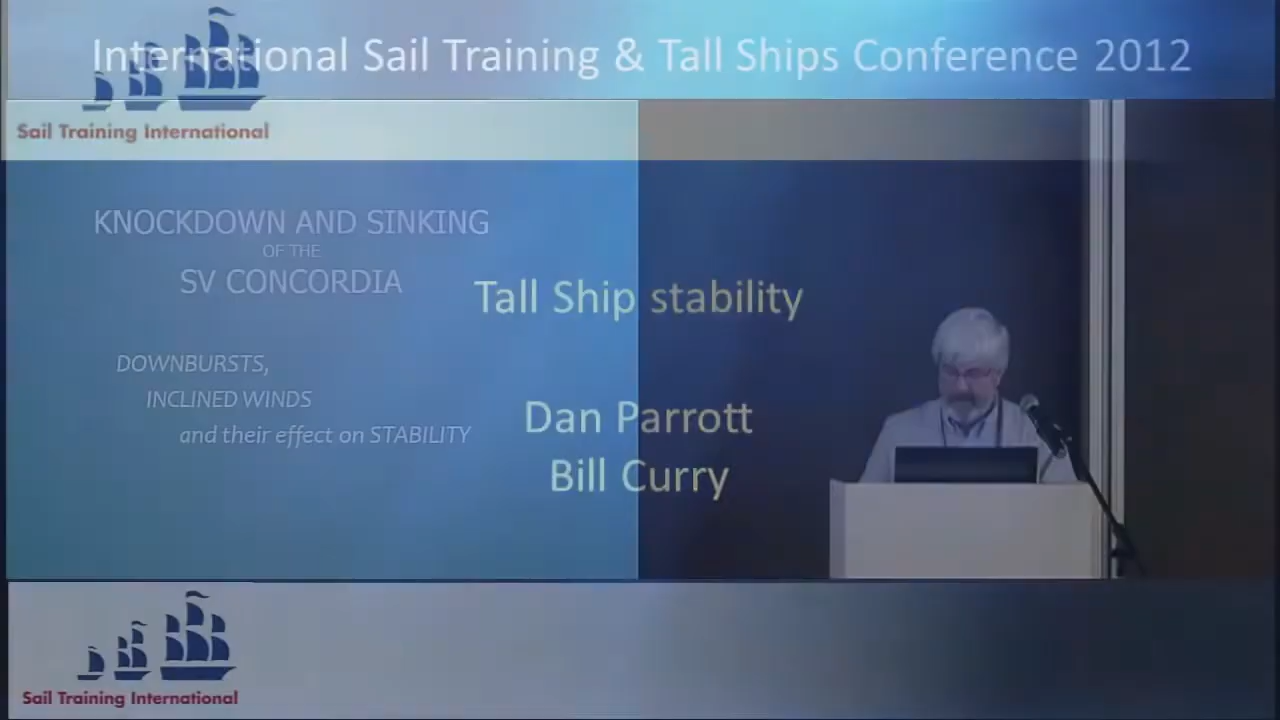 International Sail Training & Tall Ships Conference 2012
Sail Training International
KNOCKDOWN AND SINKING
OF THE
SV CONCORDIA
DOWNBURSTS,
INCLINED WINDS
and their effect on STABILITY
Tall Ship stability
Dan Parrott
Bill Curry
Sail Training International